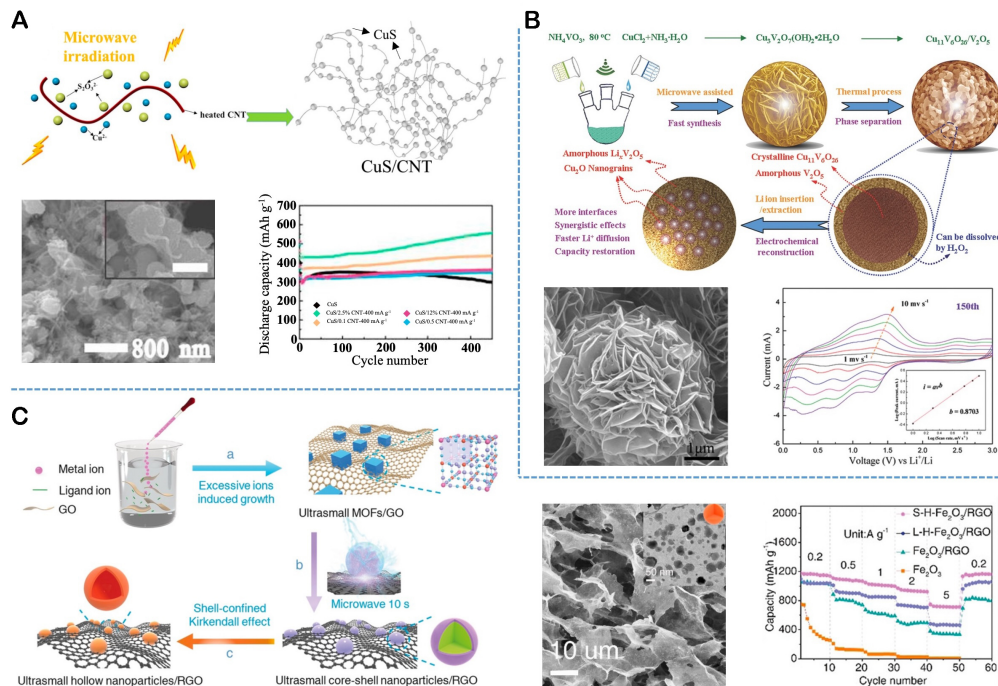 A
Microwave
irradiation
S₂O₃²⁻
Cu²⁻
heated CNT
CuS
CuS/CNT
800 nm
Discharge capacity (mAh g⁻¹)
700
600
500
400
300
200
100
0
CuS
CuS/2.5% CNT-400 mA g⁻¹
CuS/0.1 CNT-400 mA g⁻¹
CuS/12% CNT-400 mA g⁻¹
CuS/0.5 CNT-400 mA g⁻¹
0 100 200 300 400
Cycle number
B
NH₄VO₃, 80 °C CuCl₂+NH₃·H₂O
Cu₃V₂O₇(OH)₂•2H₂O
Cu₁₁V₆O₂₆/V₂O₅
Microwave assisted
Fast synthesis
Thermal process
Phase separation
Amorphous LiₓV₂O₅
Cu₂O Nanograins
Crystalline Cu₁₁V₆O₂₆
Amorphous V₂O₅
More interfaces
Synergistic effects
Faster Li⁺ diffusion
Capacity restoration
Li ion insertion
/extraction
Electrochemical
reconstruction
Can be dissolved
by H₂O₂
1μm
Current (mA)
4
2
0
-2
-4
-6
10 mv s⁻¹
150th
1 mv s⁻¹
i = avb
b = 0.8703
0.0 0.5 1.0 1.5 2.0 2.5 3.0
Voltage (V) vs Li⁺/Li
C
Metal ion
Ligand ion
GO
a
Excessive ions
induced growth
Ultrasmall MOFs/GO
b
Microwave 10 s
Shell-confined
Kirkendall effect
c
Ultrasmall hollow nanoparticles/RGO
Ultrasmall core-shell nanoparticles/RGO
50 nm
10 um
Capacity (mAh g⁻¹)
2000
1600
1200
800
400
0
S-H-Fe₂O₃/RGO
L-H-Fe₂O₃/RGO
Fe₂O₃/RGO
Fe₂O₃
Unit:A g⁻¹
0.2
0.5
1
2
5
0.2
0 10 20 30 40 50 60
Cycle number